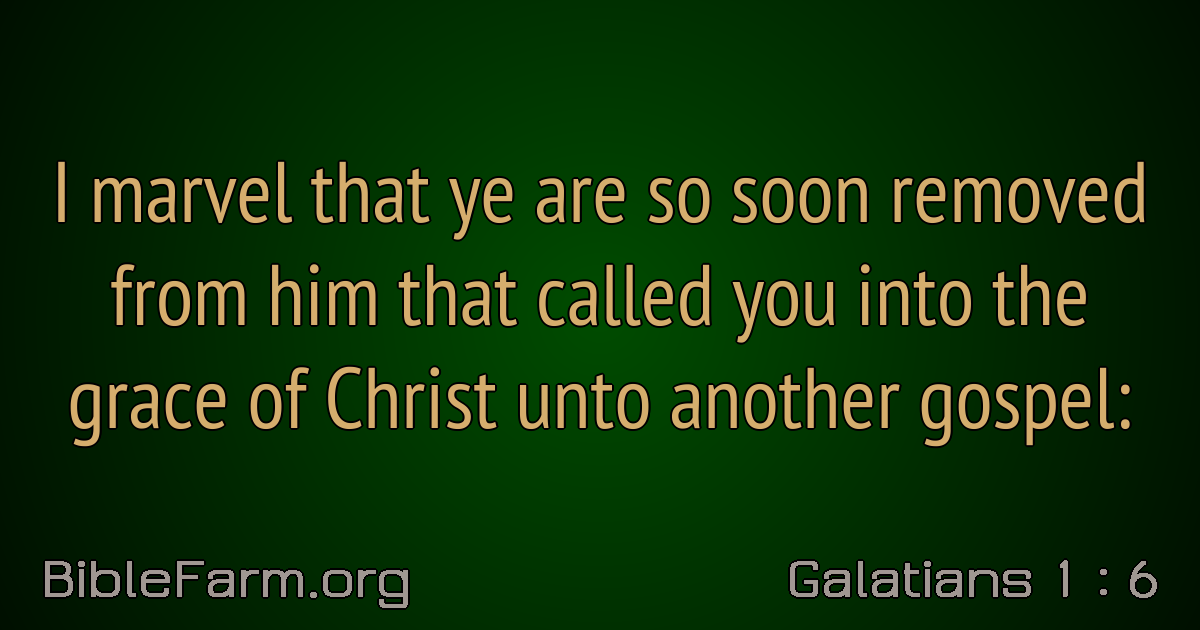 I marvel that ye are so soon removed
from him that called you into the
grace of Christ unto another gospel:
BibleFarm.org
Galatians 1 : 6